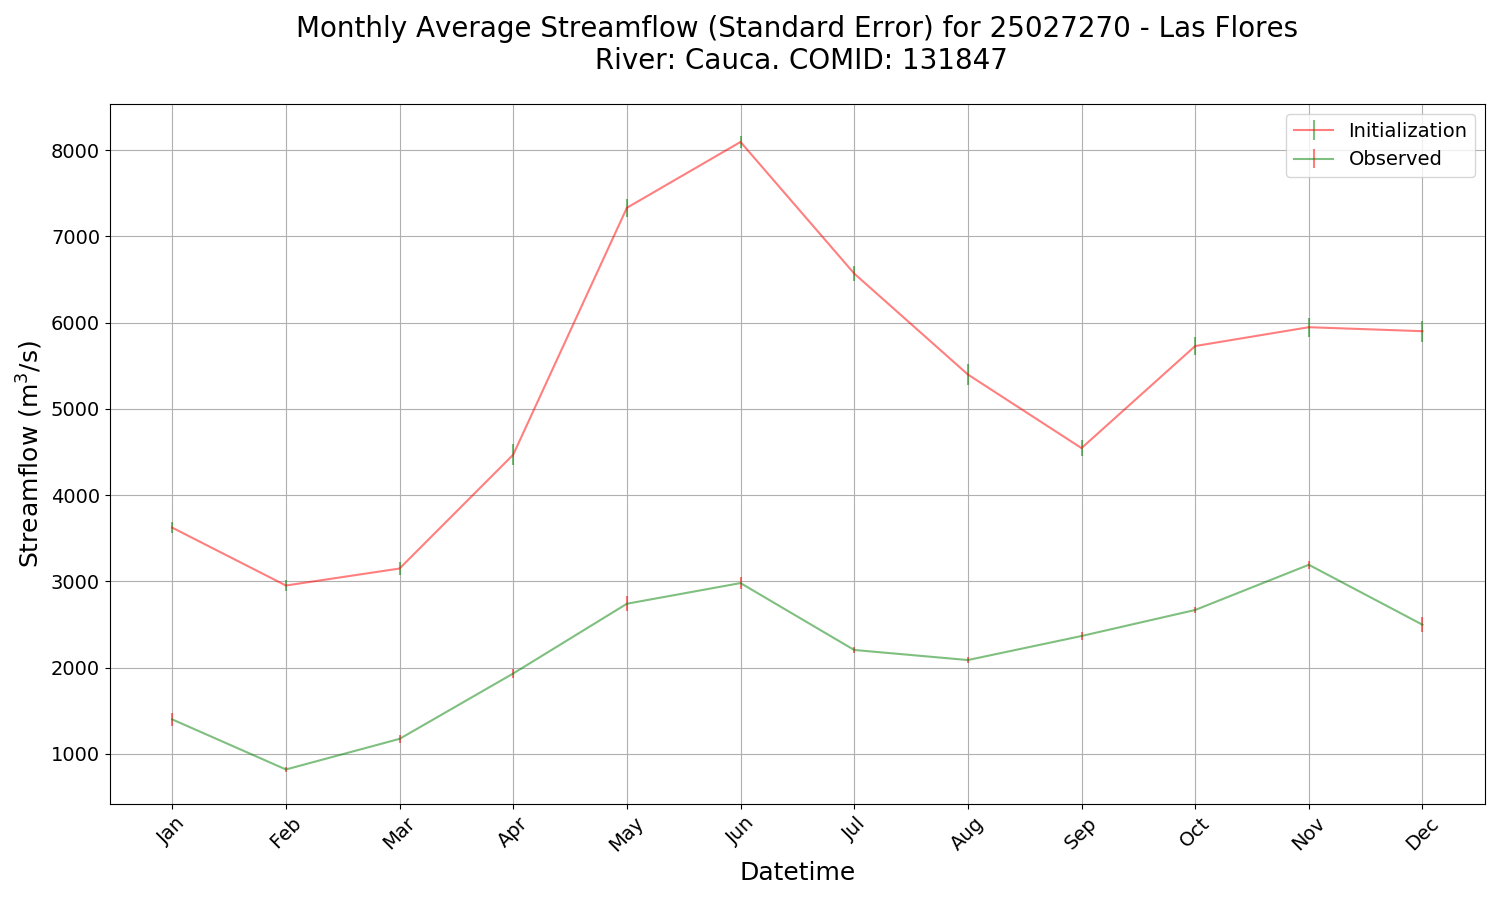 Monthly Average Streamflow (Standard Error) for 25027270 - Las Flores
River: Cauca. COMID: 131847
Initialization
Observed
8000
7000
6000
5000
4000
3000
2000
1000
Streamflow (m³/s)
Jan
Feb
Mar
Apr
May
Jun
Jul
Aug
Sep
Oct
Nov
Dec
Datetime